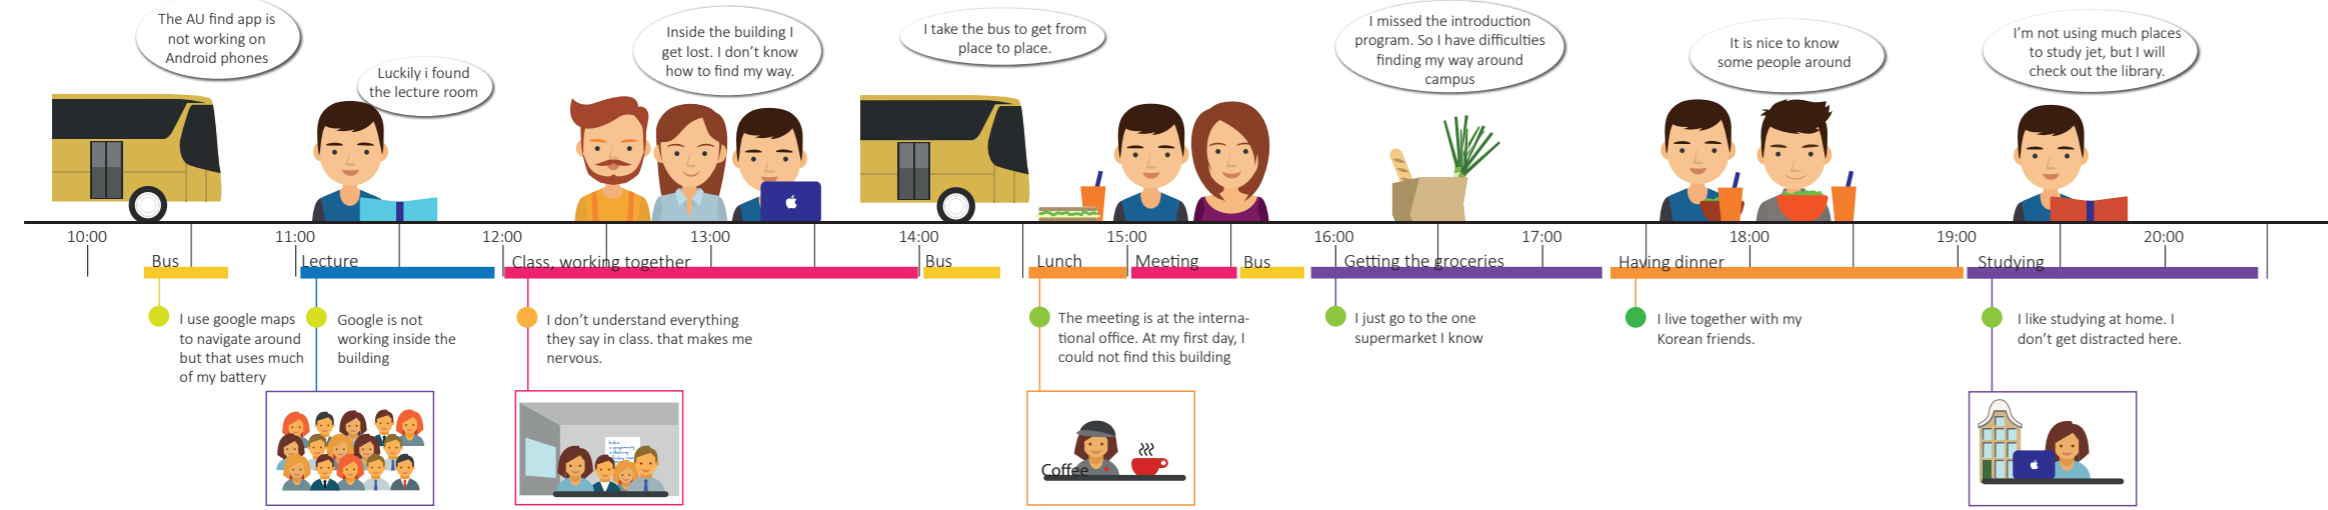 The AU find app is
not working on
Android phones
Luckily i found
the lecture room
Inside the building I
get lost. I don't know
how to find my way.
I take the bus to get from
place to place.
I missed the introduction
program. So I have difficulties
finding my way around
campus
It is nice to know
some people around
I'm not using much places
to study jet, but I will
check out the library.
10:00
11:00
12:00
13:00
14:00
15:00
16:00
17:00
18:00
19:00
20:00
Bus
Lecture
Class, working together
Bus
Lunch
Meeting
Bus
Getting the groceries
Having dinner
Studying
I use google maps
to navigate around
but that uses much
of my battery
Google is not
working inside the
building
I don't understand everything
they say in class. that makes me
nervous.
The meeting is at the interna-
tional office. At my first day, I
could not find this building
I just go to the one
supermarket I know
I live together with my
Korean friends.
I like studying at home. I
don't get distracted here.
Coffee